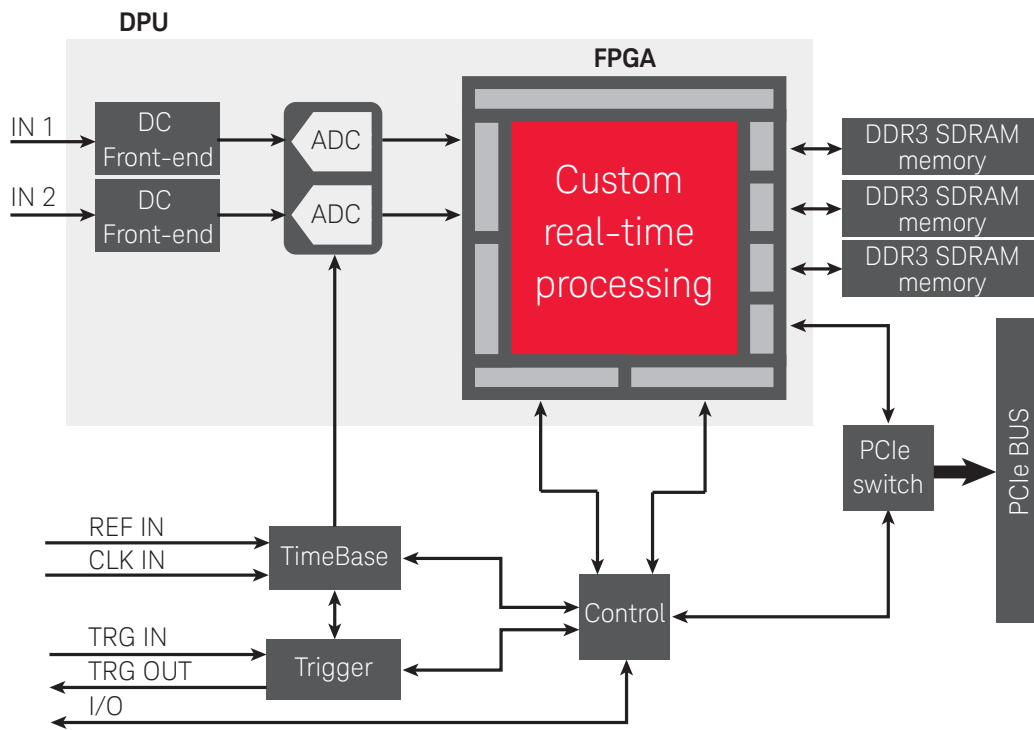 DPU
FPGA
IN 1
DC
Front-end
ADC
IN 2
DC
Front-end
ADC
Custom
real-time
processing
DDR3 SDRAM
memory
DDR3 SDRAM
memory
DDR3 SDRAM
memory
PCIe
switch
PCIe BUS
REF IN
CLK IN
TimeBase
Control
TRG IN
TRG OUT
Trigger
I/O